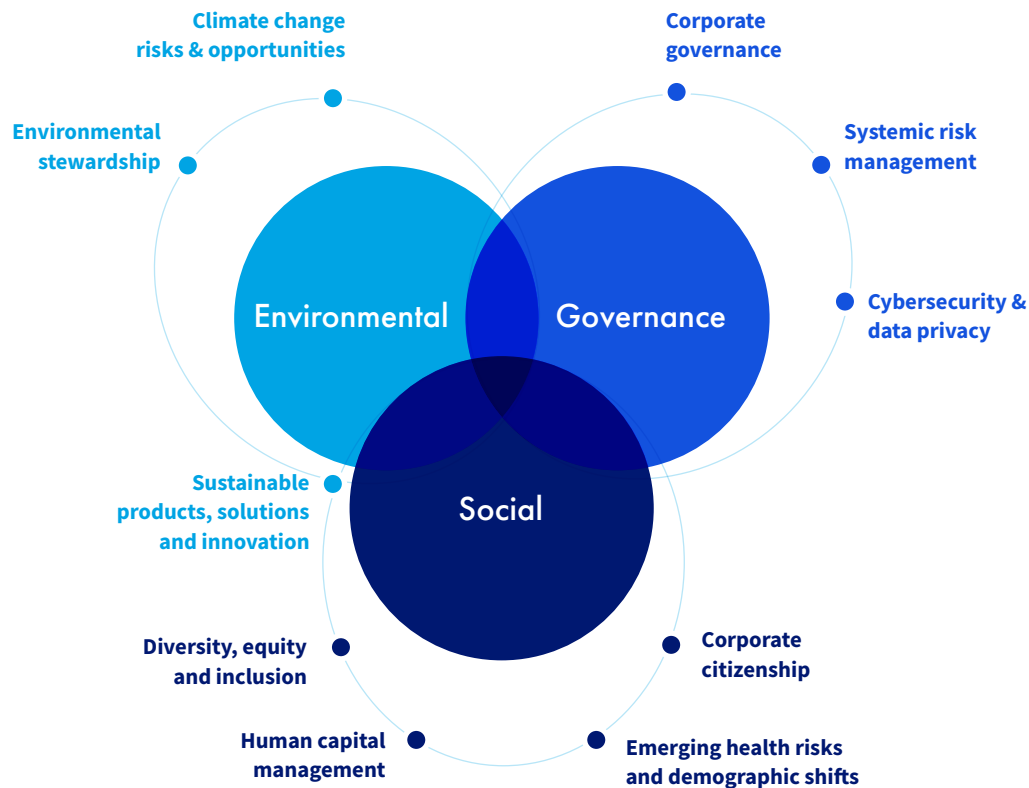 Climate change
risks & opportunities
Corporate
governance
Environmental
stewardship
Systemic risk
management
Environmental
Governance
Cybersecurity &
data privacy
Sustainable
products, solutions
and innovation
Social
Diversity, equity
and inclusion
Corporate
citizenship
Human capital
management
Emerging health risks
and demographic shifts